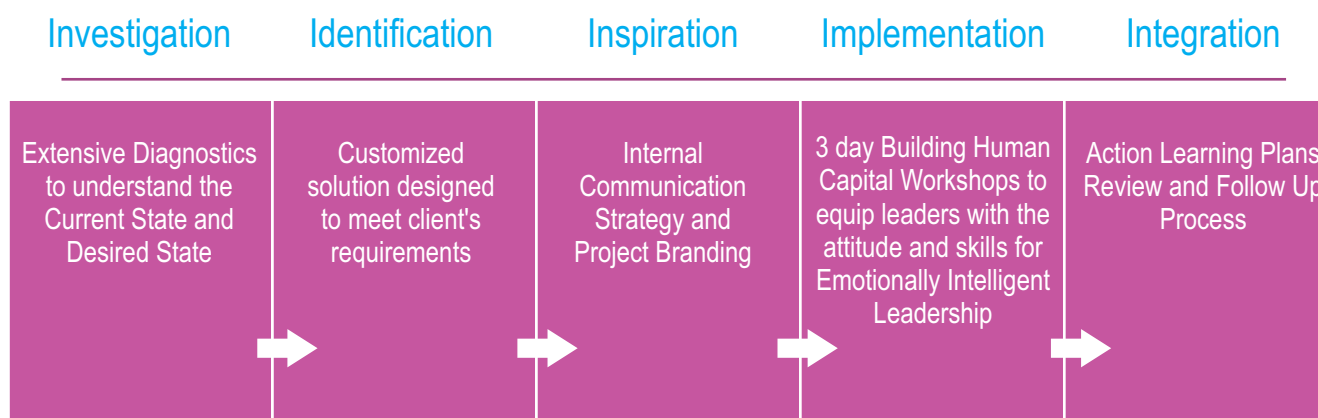 Investigation
Identification
Inspiration
Implementation
Integration
Extensive Diagnostics
to understand the
Current State and
Desired State
Customized
solution designed
to meet client's
requirements
Internal
Communication
Strategy and
Project Branding
3 day Building Human
Capital Workshops to
equip leaders with the
attitude and skills for
Emotionally Intelligent
Leadership
Action Learning Plans
Review and Follow Up
Process